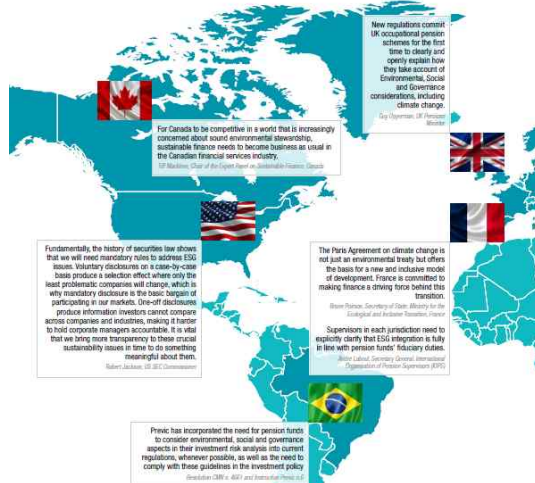 New regulations commit
UK occupational pension
schemes for the first
time to clearly and
openly explain how
they take account of
Environmental, Social
and Governance
considerations, including
climate change.
Guy Opperman, UK Pensions
Minister
For Canada to be competitive in a world that is increasingly
concerned about sound environmental stewardship,
sustainable finance needs to become business as usual in
the Canadian financial services industry.
Tiff Macklem, Chair of the Expert Panel on Sustainable Finance, Canada
Fundamentally, the history of securities law shows
that we will need mandatory rules to address ESG
issues. Voluntary disclosures on a case-by-case
basis produce a selection effect where only the
least problematic companies will change, which is
why mandatory disclosure is the basic bargain of
participating in our markets. One-off disclosures
produce information investors cannot compare
across companies and industries, making it harder
to hold corporate managers accountable. It is vital
that we bring more transparency to these crucial
sustainability issues in time to do something
meaningful about them.
Robert Jackson, US SEC Commissioner
The Paris Agreement on climate change is
not just an environmental treaty but offers
the basis for a new and inclusive model
of development. France is committed to
making finance a driving force behind this
transition.
Brune Poirson, Secretary of State, Ministry for the
Ecological and Inclusive Transition, France
Supervisors in each jurisdiction need to
explicitly clarify that ESG integration is fully
in line with pension funds' fiduciary duties.
André Laboul, Secretary General, International
Organisation of Pension Supervisors (IOPS)
Previc has incorporated the need for pension funds
to consider environmental, social and governance
aspects in their investment risk analysis into current
regulations, whenever possible, as well as the need to
comply with these guidelines in the investment policy
Resolution CMN n. 4661 and Instruction Previc n.6